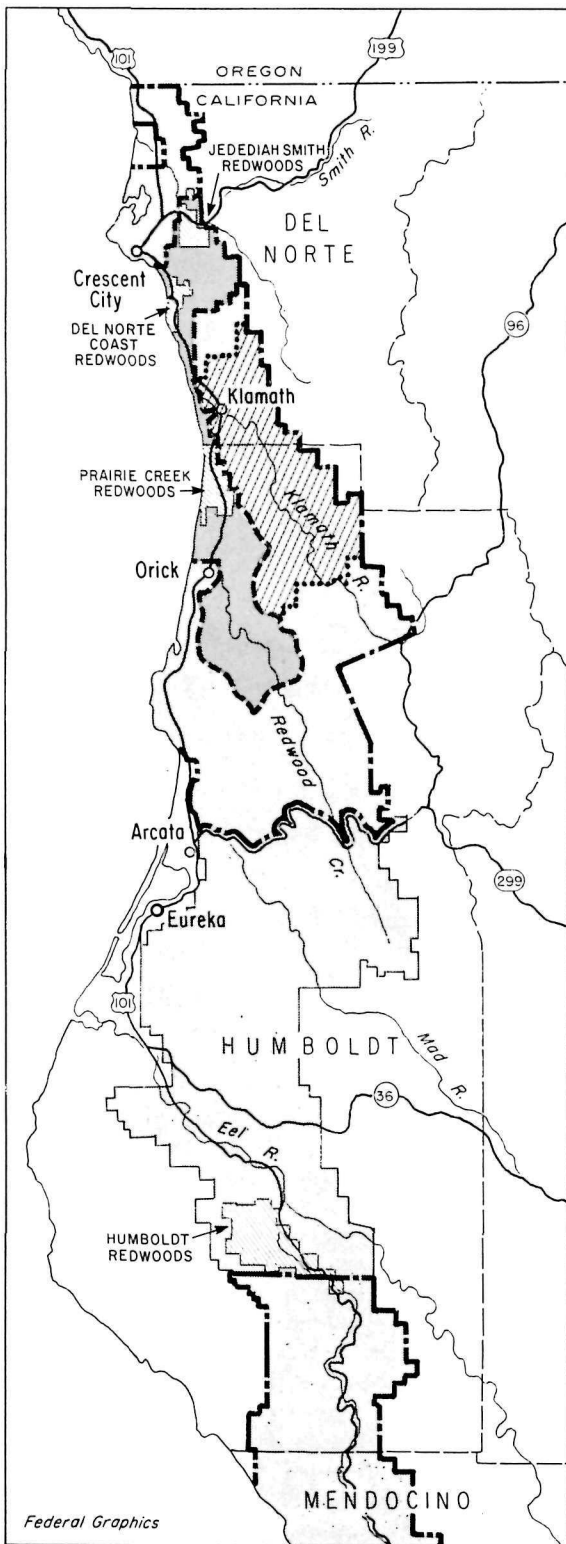 101
199
OREGON
CALIFORNIA
JEDEDIAH SMITH
REDWOODS
Smith R.
DEL
NORTE
Crescent
City
96
DEL NORTE
COAST
REDWOODS
Klamath
PRAIRIE CREEK
REDWOODS
Klamath R.
Orick
Redwood Cr.
Arcata
299
Eureka
101
HUMBOLDT
Mad R.
36
Eel R.
HUMBOLDT
REDWOODS
MENDOCINO
Federal Graphics